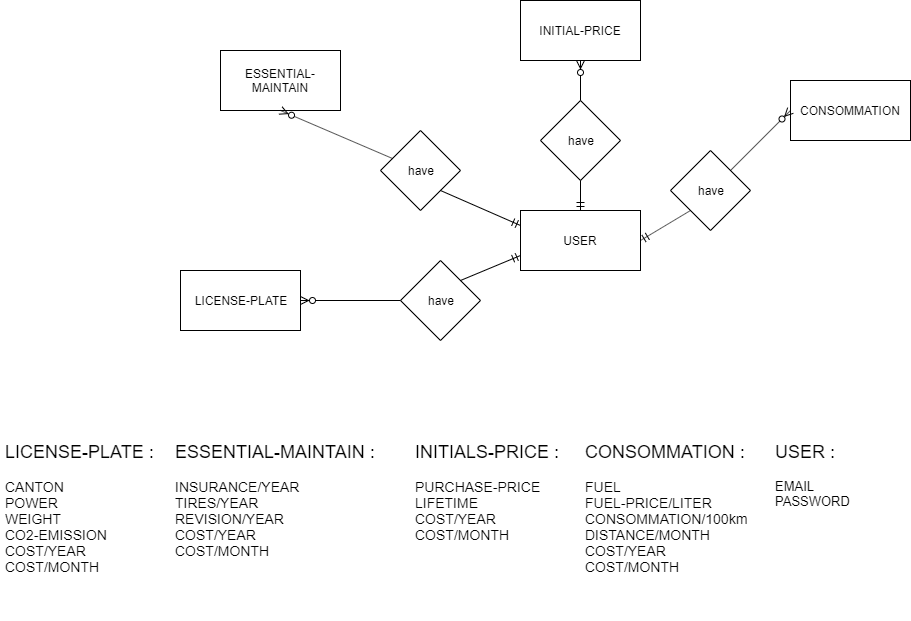 INITIAL-PRICE
ESSENTIAL-
MAINTAIN
CONSOMMATION
have
have
have
USER
LICENSE-PLATE
have
LICENSE-PLATE :
CANTON
POWER
WEIGHT
CO2-EMISSION
COST/YEAR
COST/MONTH
ESSENTIAL-MAINTAIN :
INSURANCE/YEAR
TIRES/YEAR
REVISION/YEAR
COST/YEAR
COST/MONTH
INITIALS-PRICE :
PURCHASE-PRICE
LIFETIME
COST/YEAR
COST/MONTH
CONSOMMATION :
FUEL
FUEL-PRICE/LITER
CONSOMMATION/100km
DISTANCE/MONTH
COST/YEAR
COST/MONTH
USER :
EMAIL
PASSWORD